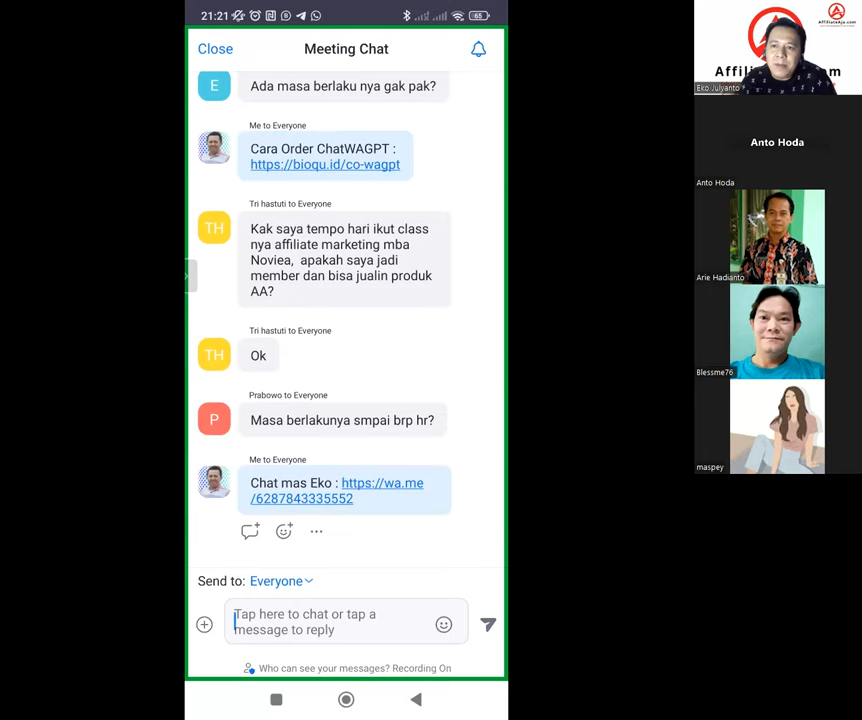 21:21
65
Close
Meeting Chat
E
Ada masa berlaku nya gak pak?
Me to Everyone
Cara Order ChatWAGPT :
https://bioqu.id/co-wagpt
Tri hastuti to Everyone
TH
Kak saya tempo hari ikut class
nya affiliate marketing mba
Noviea, apakah saya jadi
member dan bisa jualin produk
AA?
Tri hastuti to Everyone
TH
Ok
Prabowo to Everyone
P
Masa berlakunya smpai brp hr?
Me to Everyone
Chat mas Eko : https://wa.me
/6287843335552
Send to: Everyone
Tap here to chat or tap a
message to reply
Who can see your messages? Recording On
AffiliateAja.com
Eko Julyanto
Anto Hoda
Anto Hoda
Arie Hadianto
Blessme76
maspey